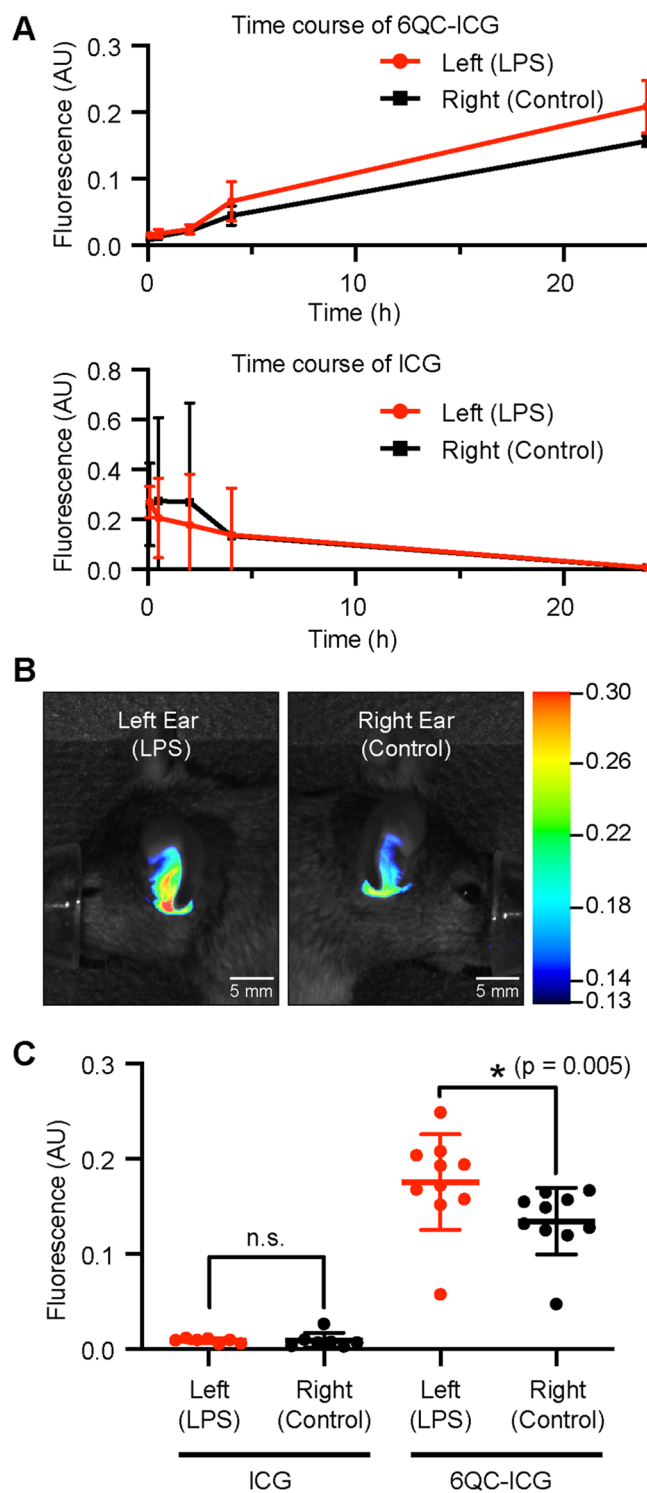 A
Time course of 6QC-ICG
Fluorescence (AU)
0.3
0.2
0.1
0.0
Left (LPS)
Right (Control)
0
10
20
Time (h)
Time course of ICG
Fluorescence (AU)
0.8
0.6
0.4
0.2
0.0
Left (LPS)
Right (Control)
0
10
20
Time (h)
B
Left Ear
(LPS)
5 mm
Right Ear
(Control)
5 mm
0.30
0.26
0.22
0.18
0.14
0.13
C
Fluorescence (AU)
0.3
0.2
0.1
0.0
n.s.
* (p = 0.005)
Left
(LPS)
Right
(Control)
Left
(LPS)
Right
(Control)
ICG
6QC-ICG